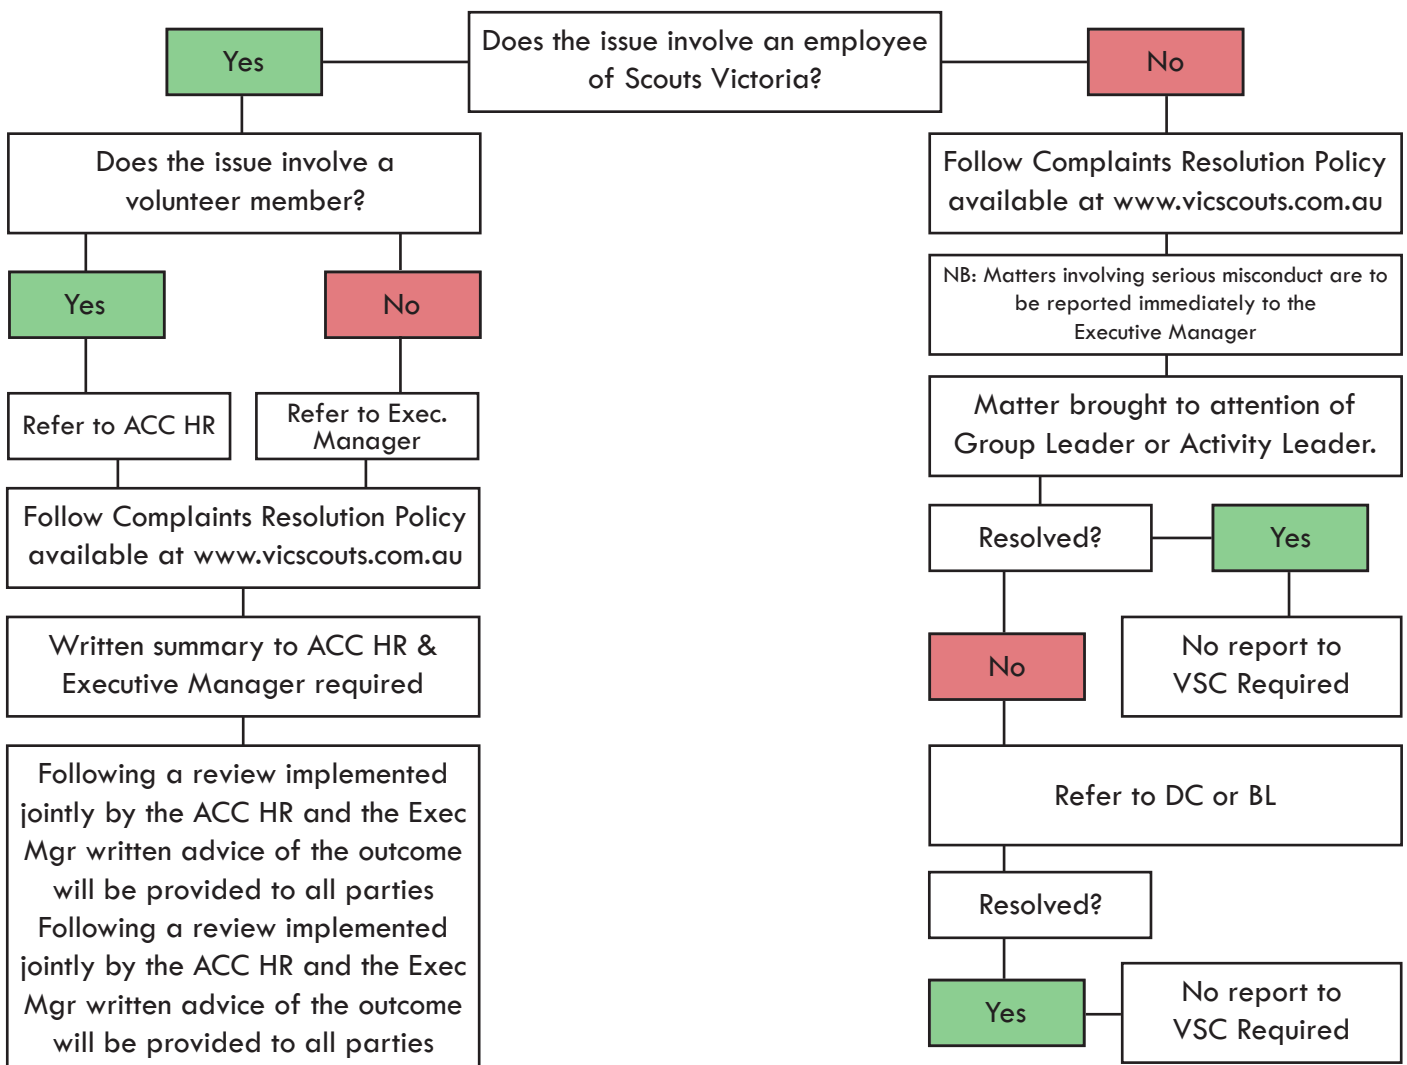 Does the issue involve an employee
of Scouts Victoria?
Yes
No
Does the issue involve a
volunteer member?
Yes
No
Refer to ACC HR
Refer to Exec.
Manager
Follow Complaints Resolution Policy
available at www.vicscouts.com.au
Written summary to ACC HR &
Executive Manager required
Following a review implemented
jointly by the ACC HR and the Exec
Mgr written advice of the outcome
will be provided to all parties
Following a review implemented
jointly by the ACC HR and the Exec
Mgr written advice of the outcome
will be provided to all parties
Follow Complaints Resolution Policy
available at www.vicscouts.com.au
NB: Matters involving serious misconduct are to
be reported immediately to the
Executive Manager
Matter brought to attention of
Group Leader or Activity Leader.
Resolved?
Yes
No report to
VSC Required
No
Refer to DC or BL
Resolved?
Yes
No report to
VSC Required